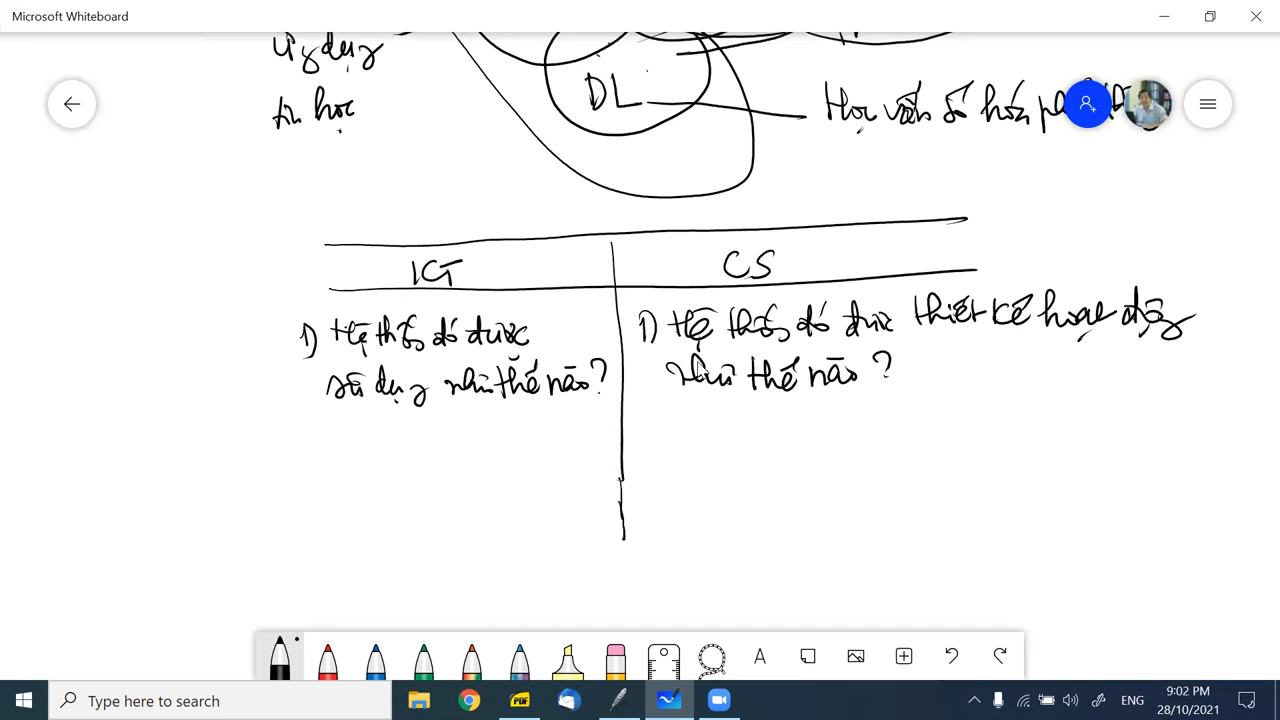 Microsoft Whiteboard
Ứng dụng
tin học
DL
Học vấn số hóa
ICT
CS
1) Hệ thống đó được
sử dụng như thế nào?
1) Hệ thống đó được thiết kế hoạt động
như thế nào?
Type here to search
PDF
ENG
9:02 PM
28/10/2021